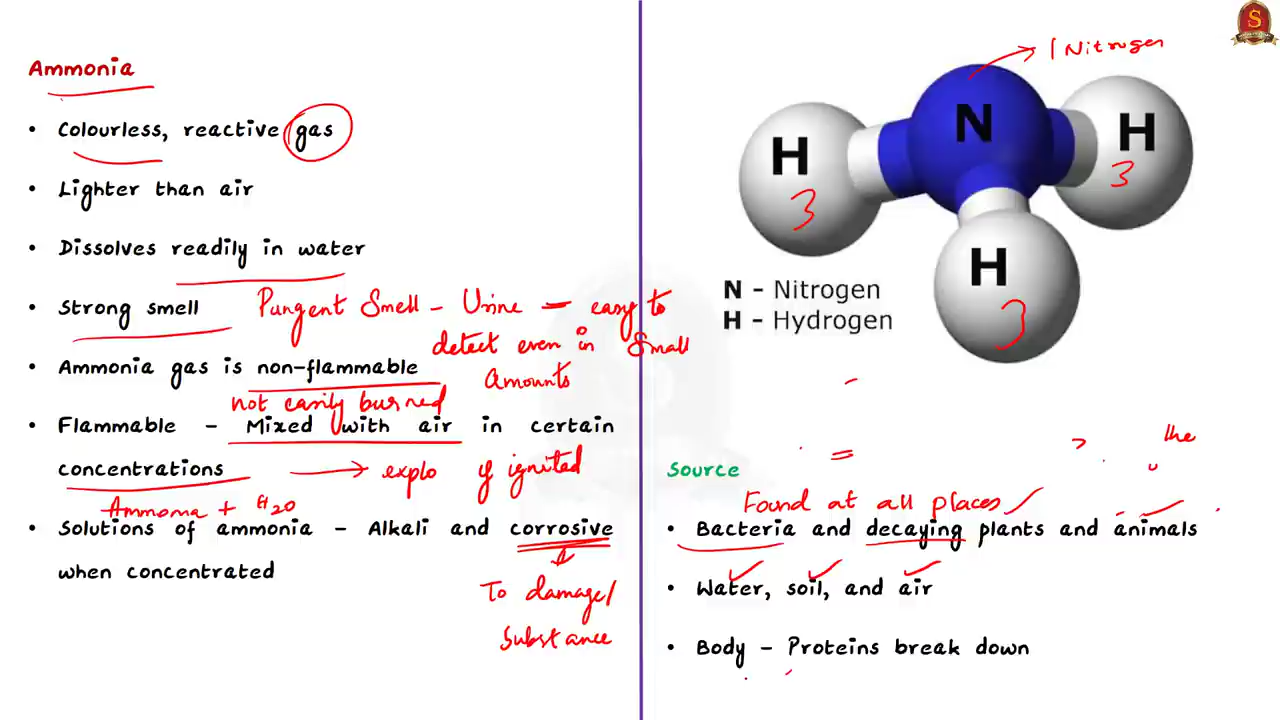 Ammonia
• Colourless, reactive gas
• Lighter than air
• Dissolves readily in water
• Strong smell Pungent Smell - Urine - easy to
detect even in Small
amounts
• Ammonia gas is non-flammable
not easily burned
• Flammable - Mixed with air in certain
concentrations → explo if ignited
Ammonia + H20
• Solutions of ammonia - Alkali and corrosive
when concentrated
To damage/
Substance
1 Nitrogen
N
H
3
H
3
H
3
N - Nitrogen
H - Hydrogen
the
Source
Found at all places
• Bacteria and decaying plants and animals
• Water, soil, and air
• Body - Proteins break down